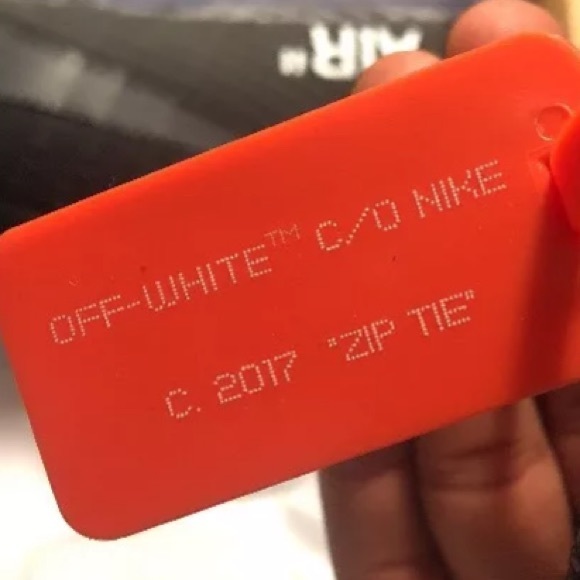 AIR"
OFF-WHITE™ C/O NIKE
C. 2017 "ZIP TIE"